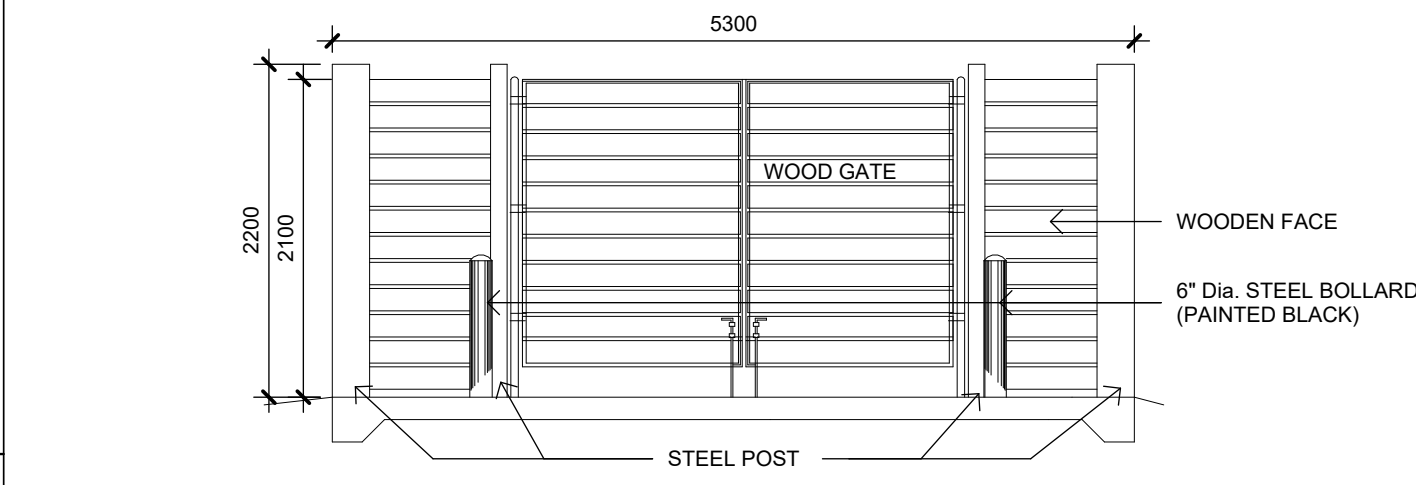 5300
2200
2100
WOOD GATE
WOODEN FACE
6" Dia. STEEL BOLLARD
(PAINTED BLACK)
STEEL POST